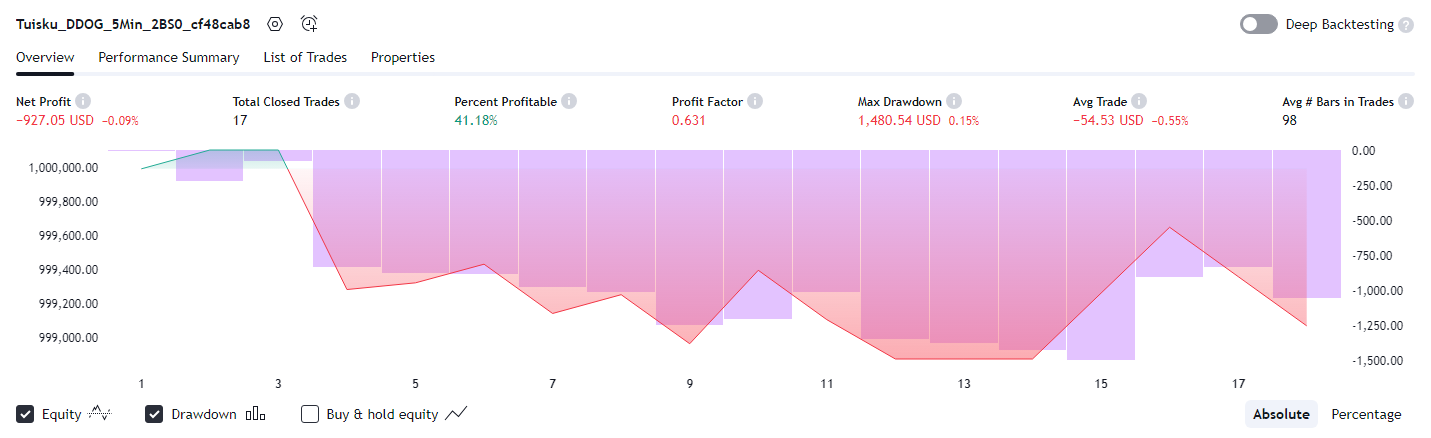 Tuisku_DDOG_5Min_2BS0_cf48cab8 Deep Backtesting ?
Overview Performance Summary List of Trades Properties
Net Profit Total Closed Trades Percent Profitable Profit Factor Max Drawdown Avg Trade Avg # Bars in Trades
−927.05 USD −0.09% 17 41.18% 0.631 1,480.54 USD 0.15% −54.53 USD −0.55% 98
0.00
1,000,000.00
-250.00
999,800.00
-500.00
999,600.00
-750.00
999,400.00
-1,000.00
999,200.00
-1,250.00
999,000.00
-1,500.00
1 3 5 7 9 11 13 15 17
Equity Drawdown Buy & hold equity Absolute Percentage